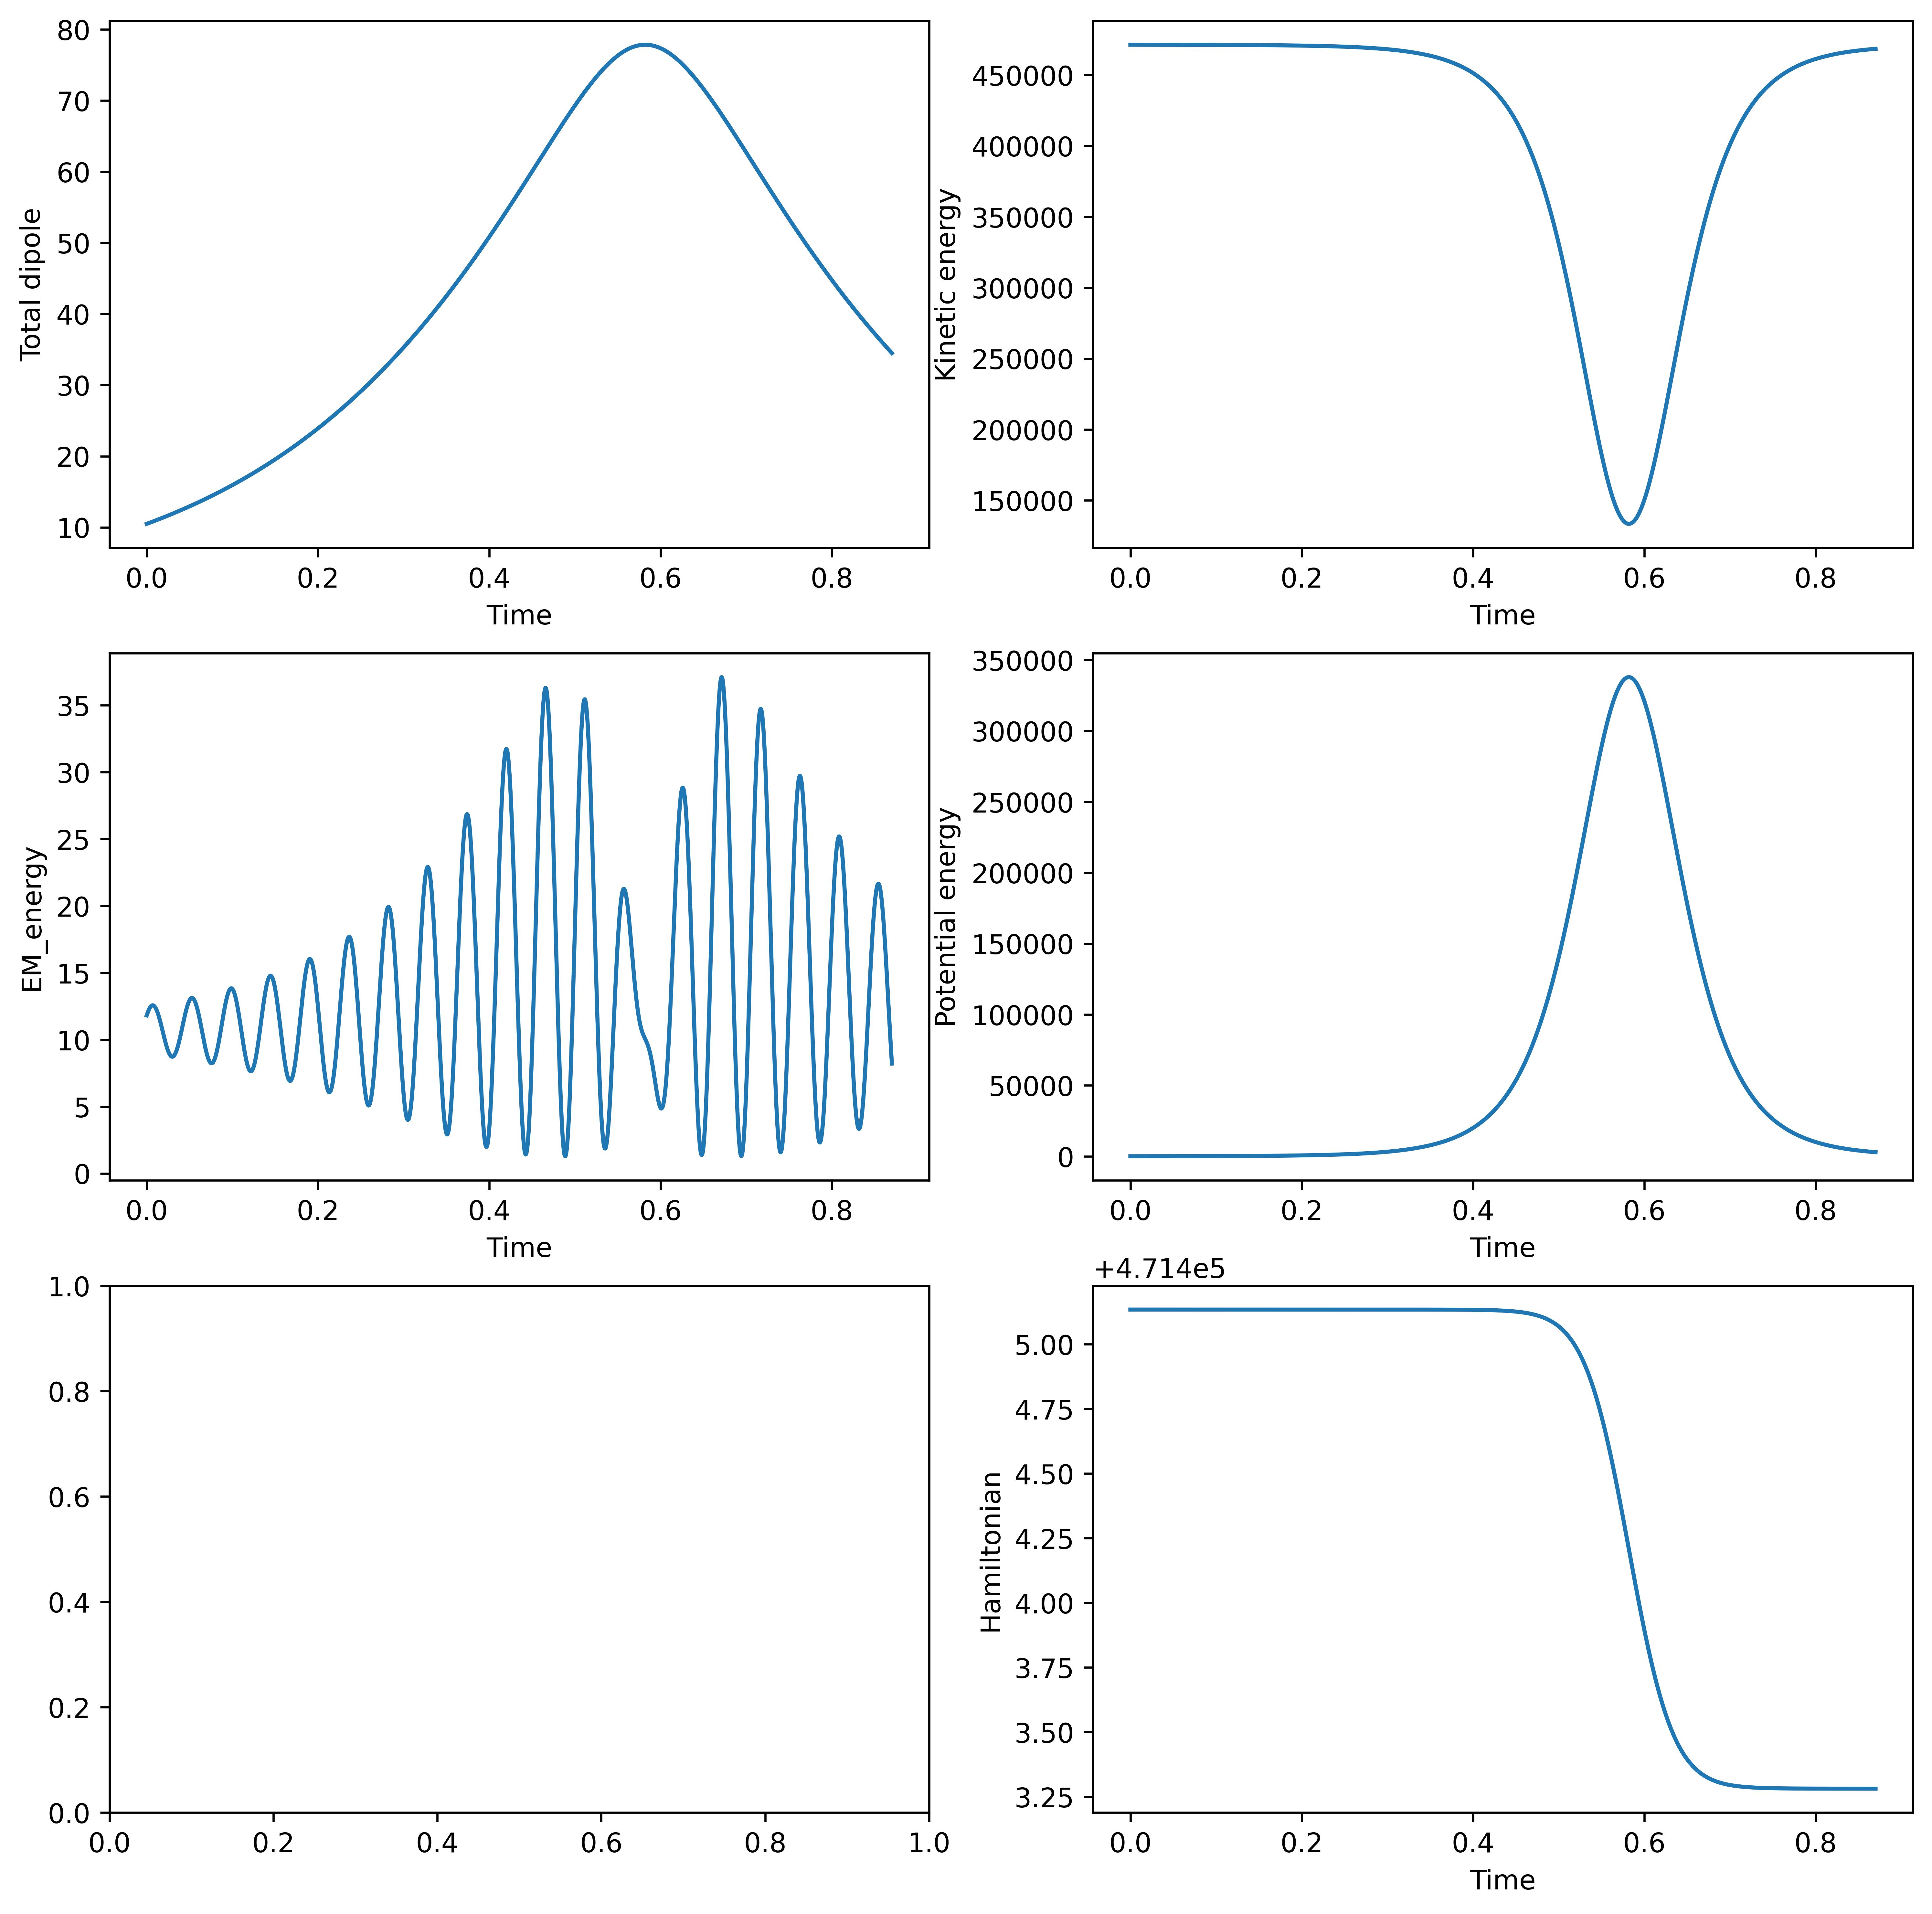 80
70
60
50
40
30
20
10
Total dipole
0.0 0.2 0.4 0.6 0.8
Time
450000
400000
350000
300000
250000
200000
150000
Kinetic energy
0.0 0.2 0.4 0.6 0.8
Time
35
30
25
20
15
10
5
0
EM_energy
0.0 0.2 0.4 0.6 0.8
Time
350000
300000
250000
200000
150000
100000
50000
0
Potential energy
0.0 0.2 0.4 0.6 0.8
Time
1.0
0.8
0.6
0.4
0.2
0.0
0.0 0.2 0.4 0.6 0.8 1.0
+4.714e5
5.00
4.75
4.50
4.25
4.00
3.75
3.50
3.25
Hamiltonian
0.0 0.2 0.4 0.6 0.8
Time